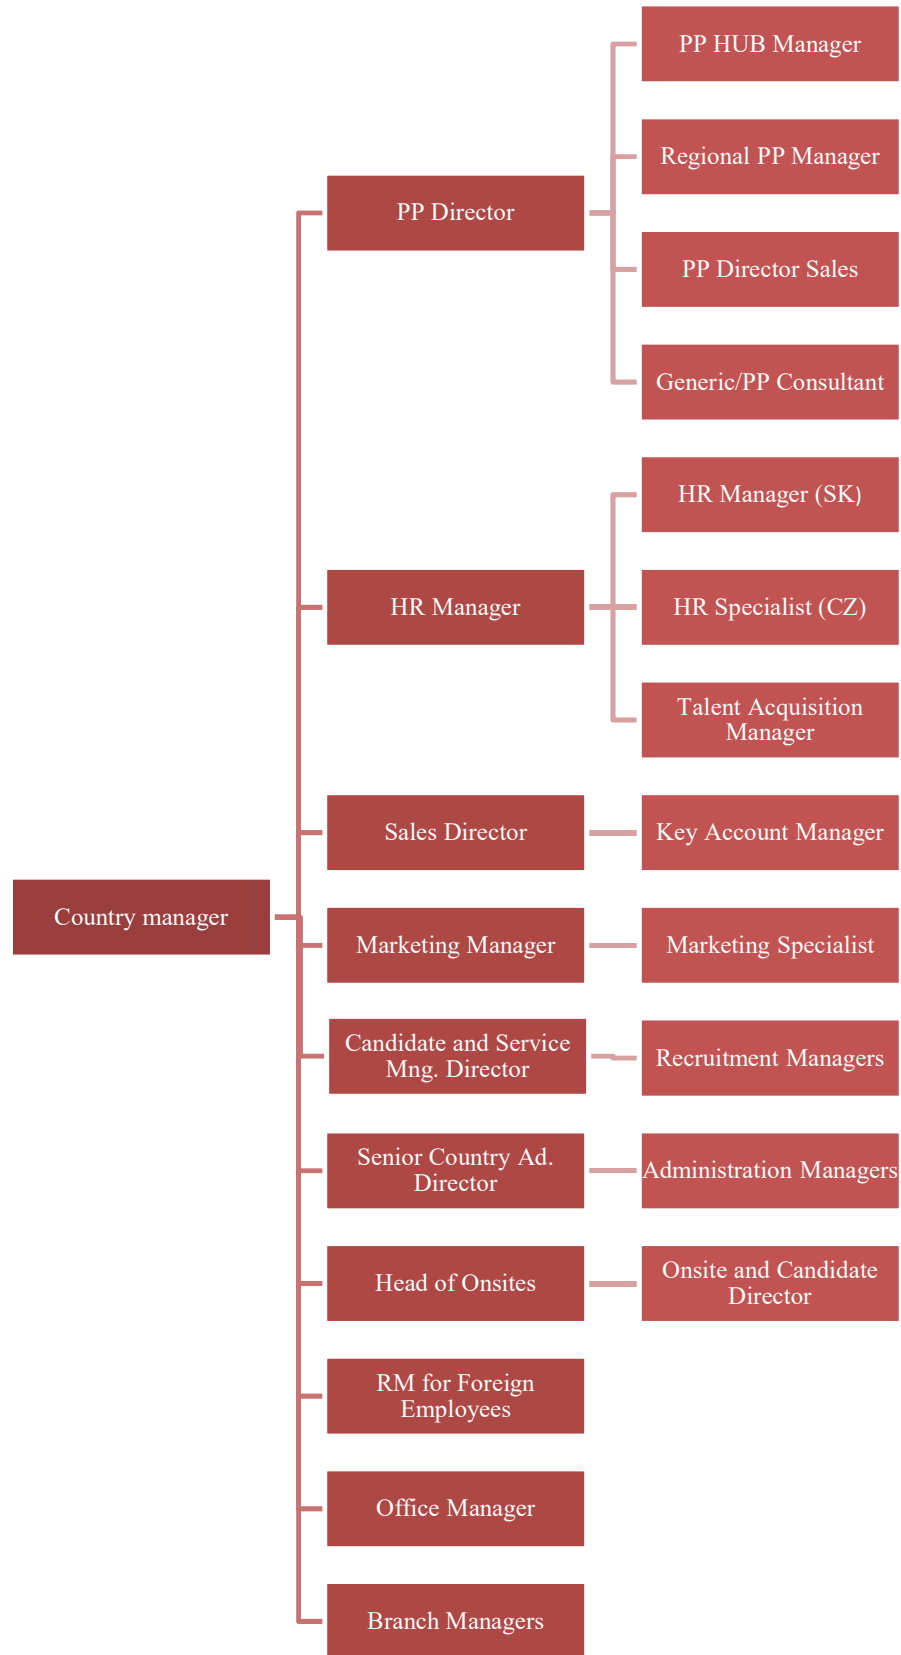 PP HUB Manager
Regional PP Manager
PP Director
PP Director Sales
Generic/PP Consultant
HR Manager (SK)
HR Manager
HR Specialist (CZ)
Talent Acquisition
Manager
Sales Director
Key Account Manager
Country manager
Marketing Manager
Marketing Specialist
Candidate and Service
Mng. Director
Recruitment Managers
Senior Country Ad.
Director
Administration Managers
Head of Onsites
Onsite and Candidate
Director
RM for Foreign
Employees
Office Manager
Branch Managers